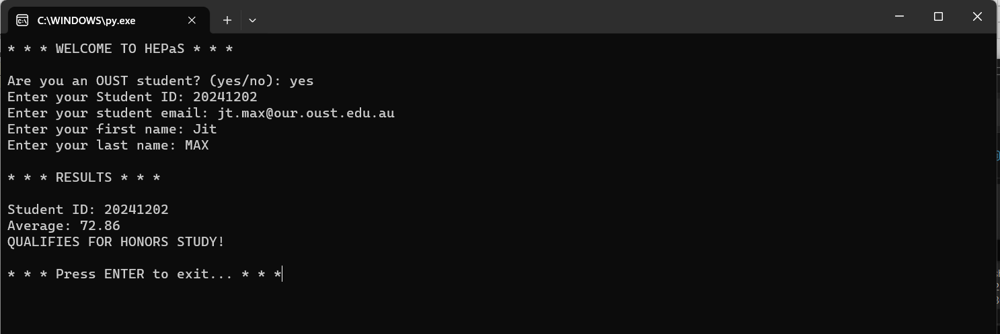 C:\WINDOWS\py.exe
* * * WELCOME TO HEPaS * * *
Are you an OUST student? (yes/no): yes
Enter your Student ID: 20241202
Enter your student email: jt.max@our.oust.edu.au
Enter your first name: Jit
Enter your last name: MAX
* * * RESULTS * * *
Student ID: 20241202
Average: 72.86
QUALIFIES FOR HONORS STUDY!
* * * Press ENTER to exit... * * *